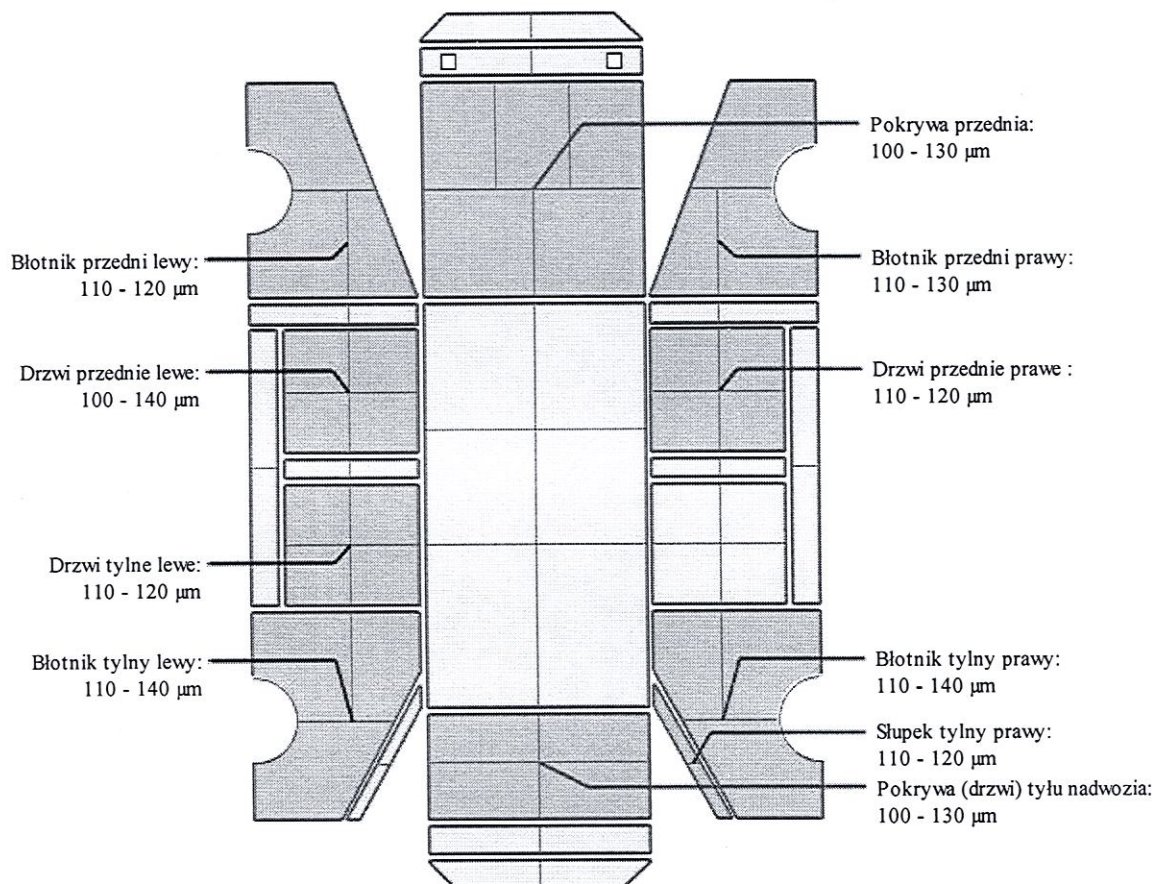 Pokrywa przednia:
100 - 130 µm
Błotnik przedni lewy:
110 - 120 µm
Błotnik przedni prawy:
110 - 130 µm
Drzwi przednie lewe:
100 - 140 µm
Drzwi przednie prawe :
110 - 120 µm
Drzwi tylne lewe:
110 - 120 µm
Błotnik tylny lewy:
110 - 140 µm
Błotnik tylny prawy:
110 - 140 µm
Słupek tylny prawy:
110 - 120 µm
Pokrywa (drzwi) tyłu nadwozia:
100 - 130 µm